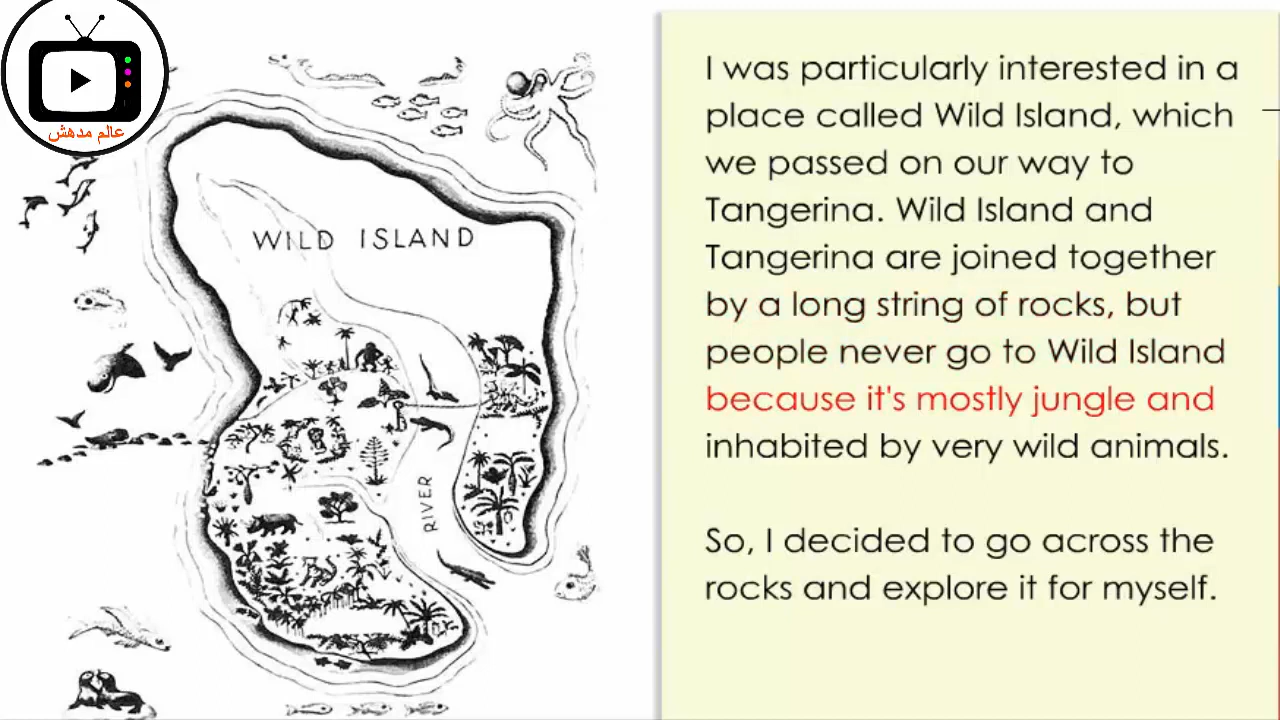 عالم مدهش
WILD ISLAND
RIVER
I was particularly interested in a
place called Wild Island, which
we passed on our way to
Tangerina. Wild Island and
Tangerina are joined together
by a long string of rocks, but
people never go to Wild Island
because it's mostly jungle and
inhabited by very wild animals.
So, I decided to go across the
rocks and explore it for myself.